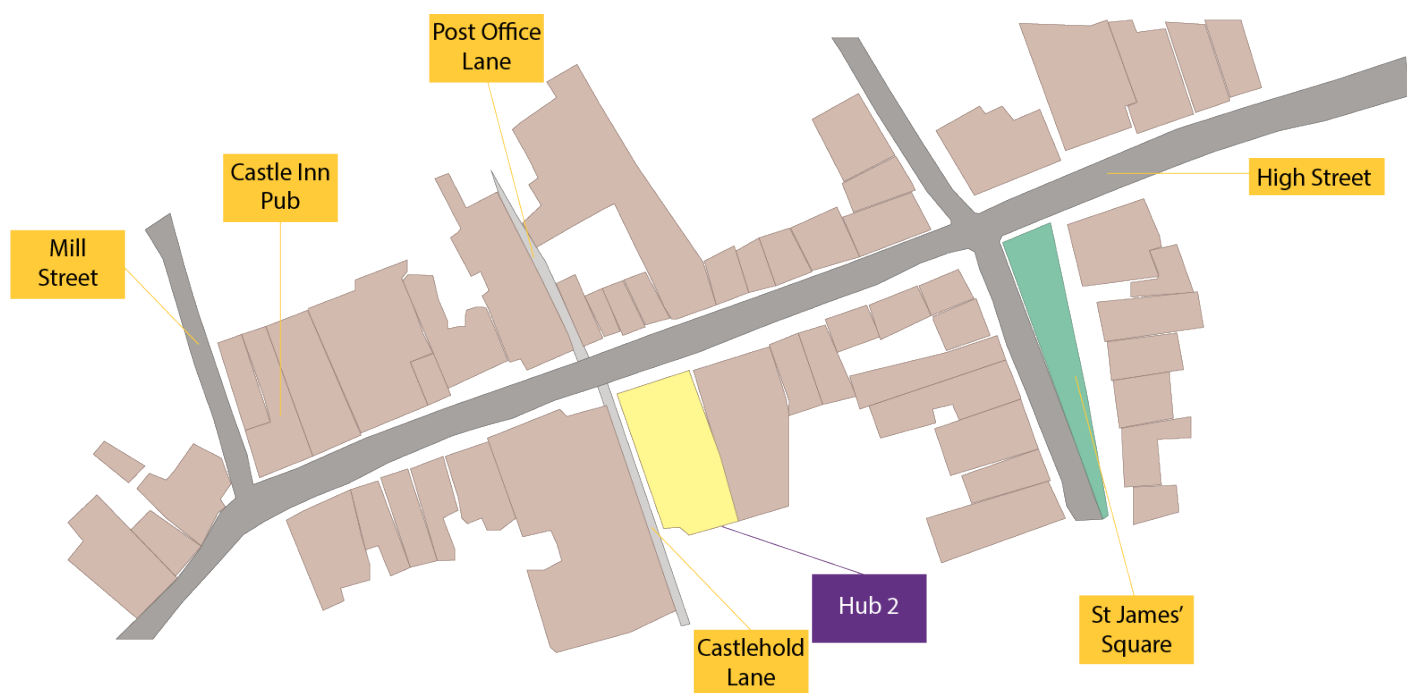 Post Office
Lane
Castle Inn
Pub
High Street
Mill
Street
Hub 2
St James’
Square
Castlehold
Lane